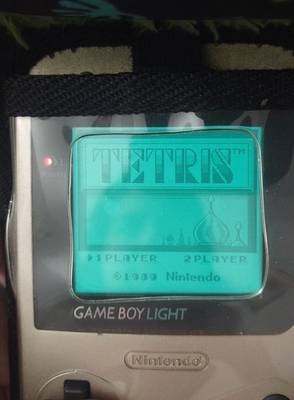 TETRIS™
▶1PLAYER 2PLAYER
©1989 Nintendo
GAME BOY LIGHT
Nintendo